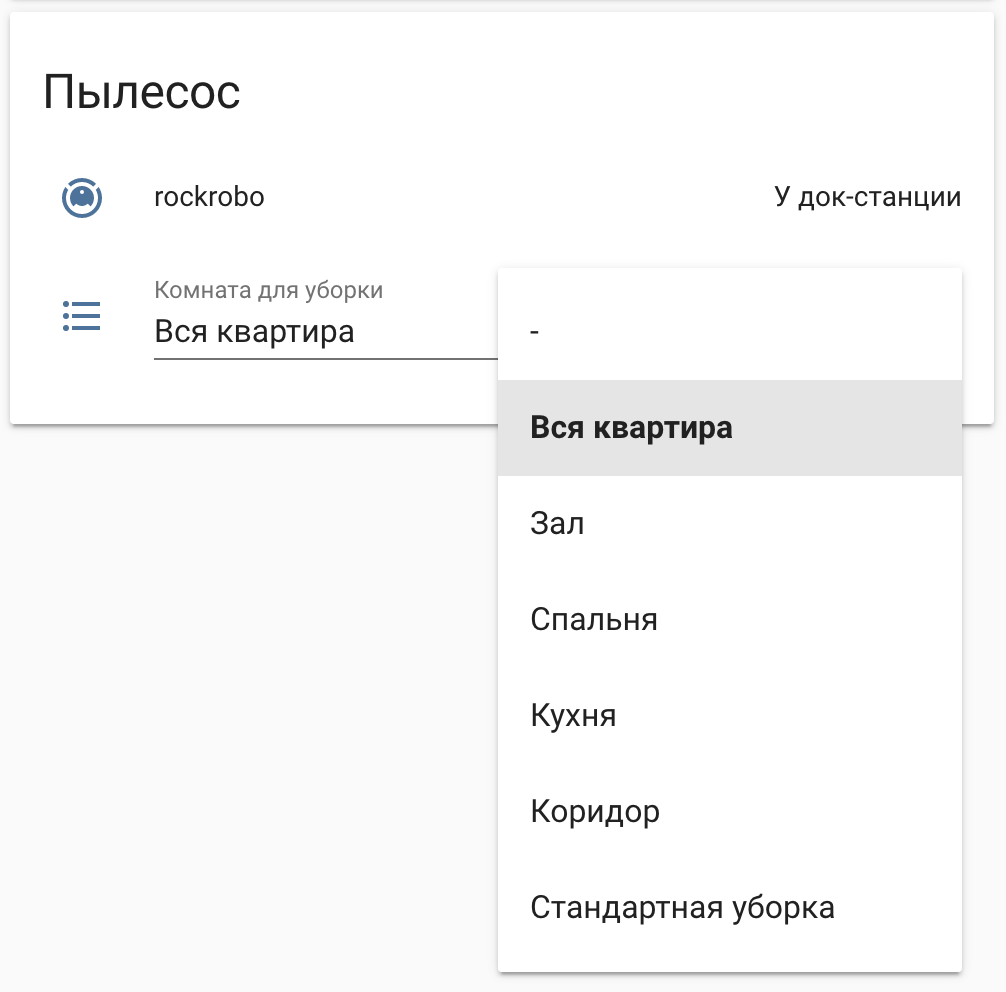 Пылесос
rockrobo
У док-станции
Комната для уборки
Вся квартира
-
Вся квартира
Зал
Спальня
Кухня
Коридор
Стандартная уборка